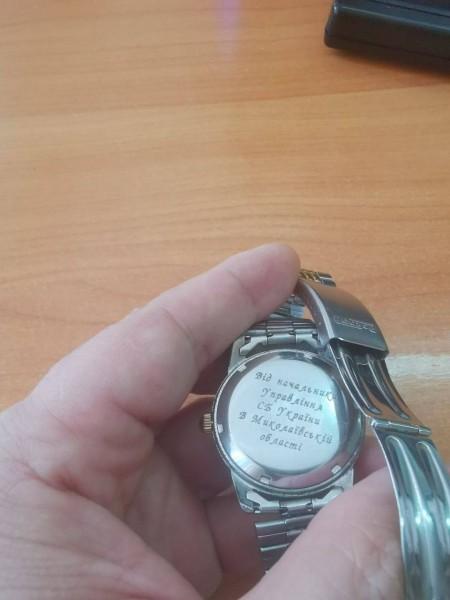 Від начальника
Управління
СБ України
В Миколаївській
області